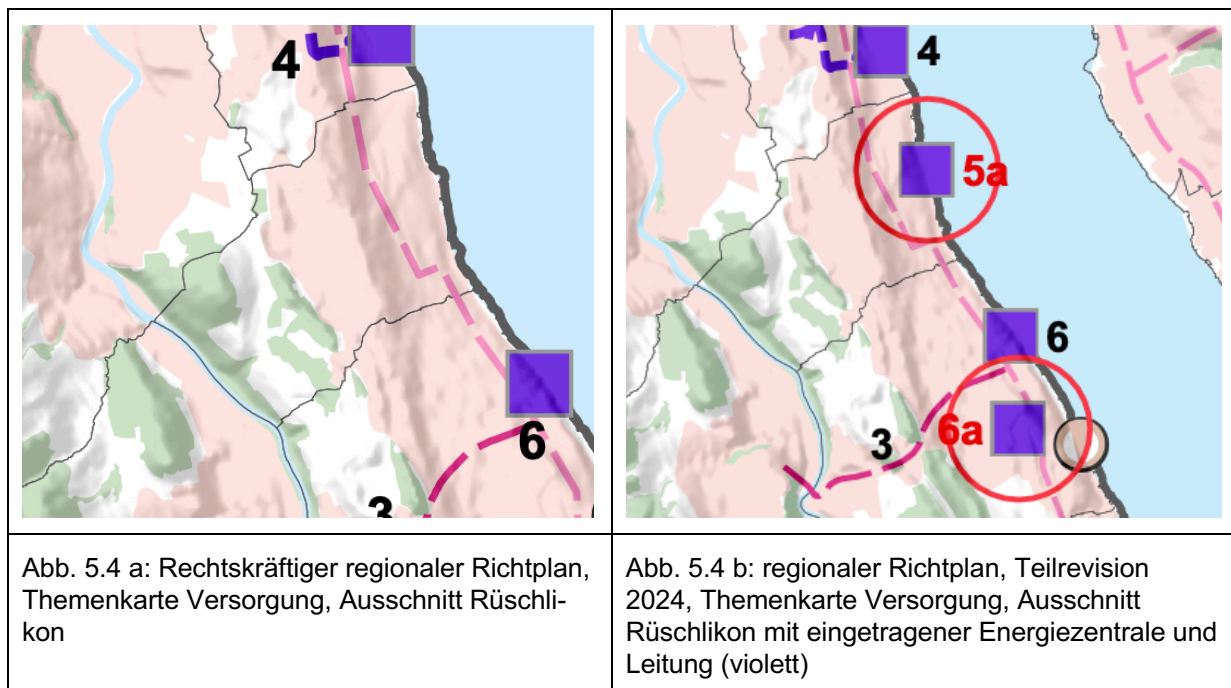 4
6
3
4
5a
6
6a
3
Abb. 5.4 a: Rechtskräftiger regionaler Richtplan,
Themenkarte Versorgung, Ausschnitt Rüschli-
kon
Abb. 5.4 b: regionaler Richtplan, Teilrevision
2024, Themenkarte Versorgung, Ausschnitt
Rüschlikon mit eingetragener Energiezentrale und
Leitung (violett)